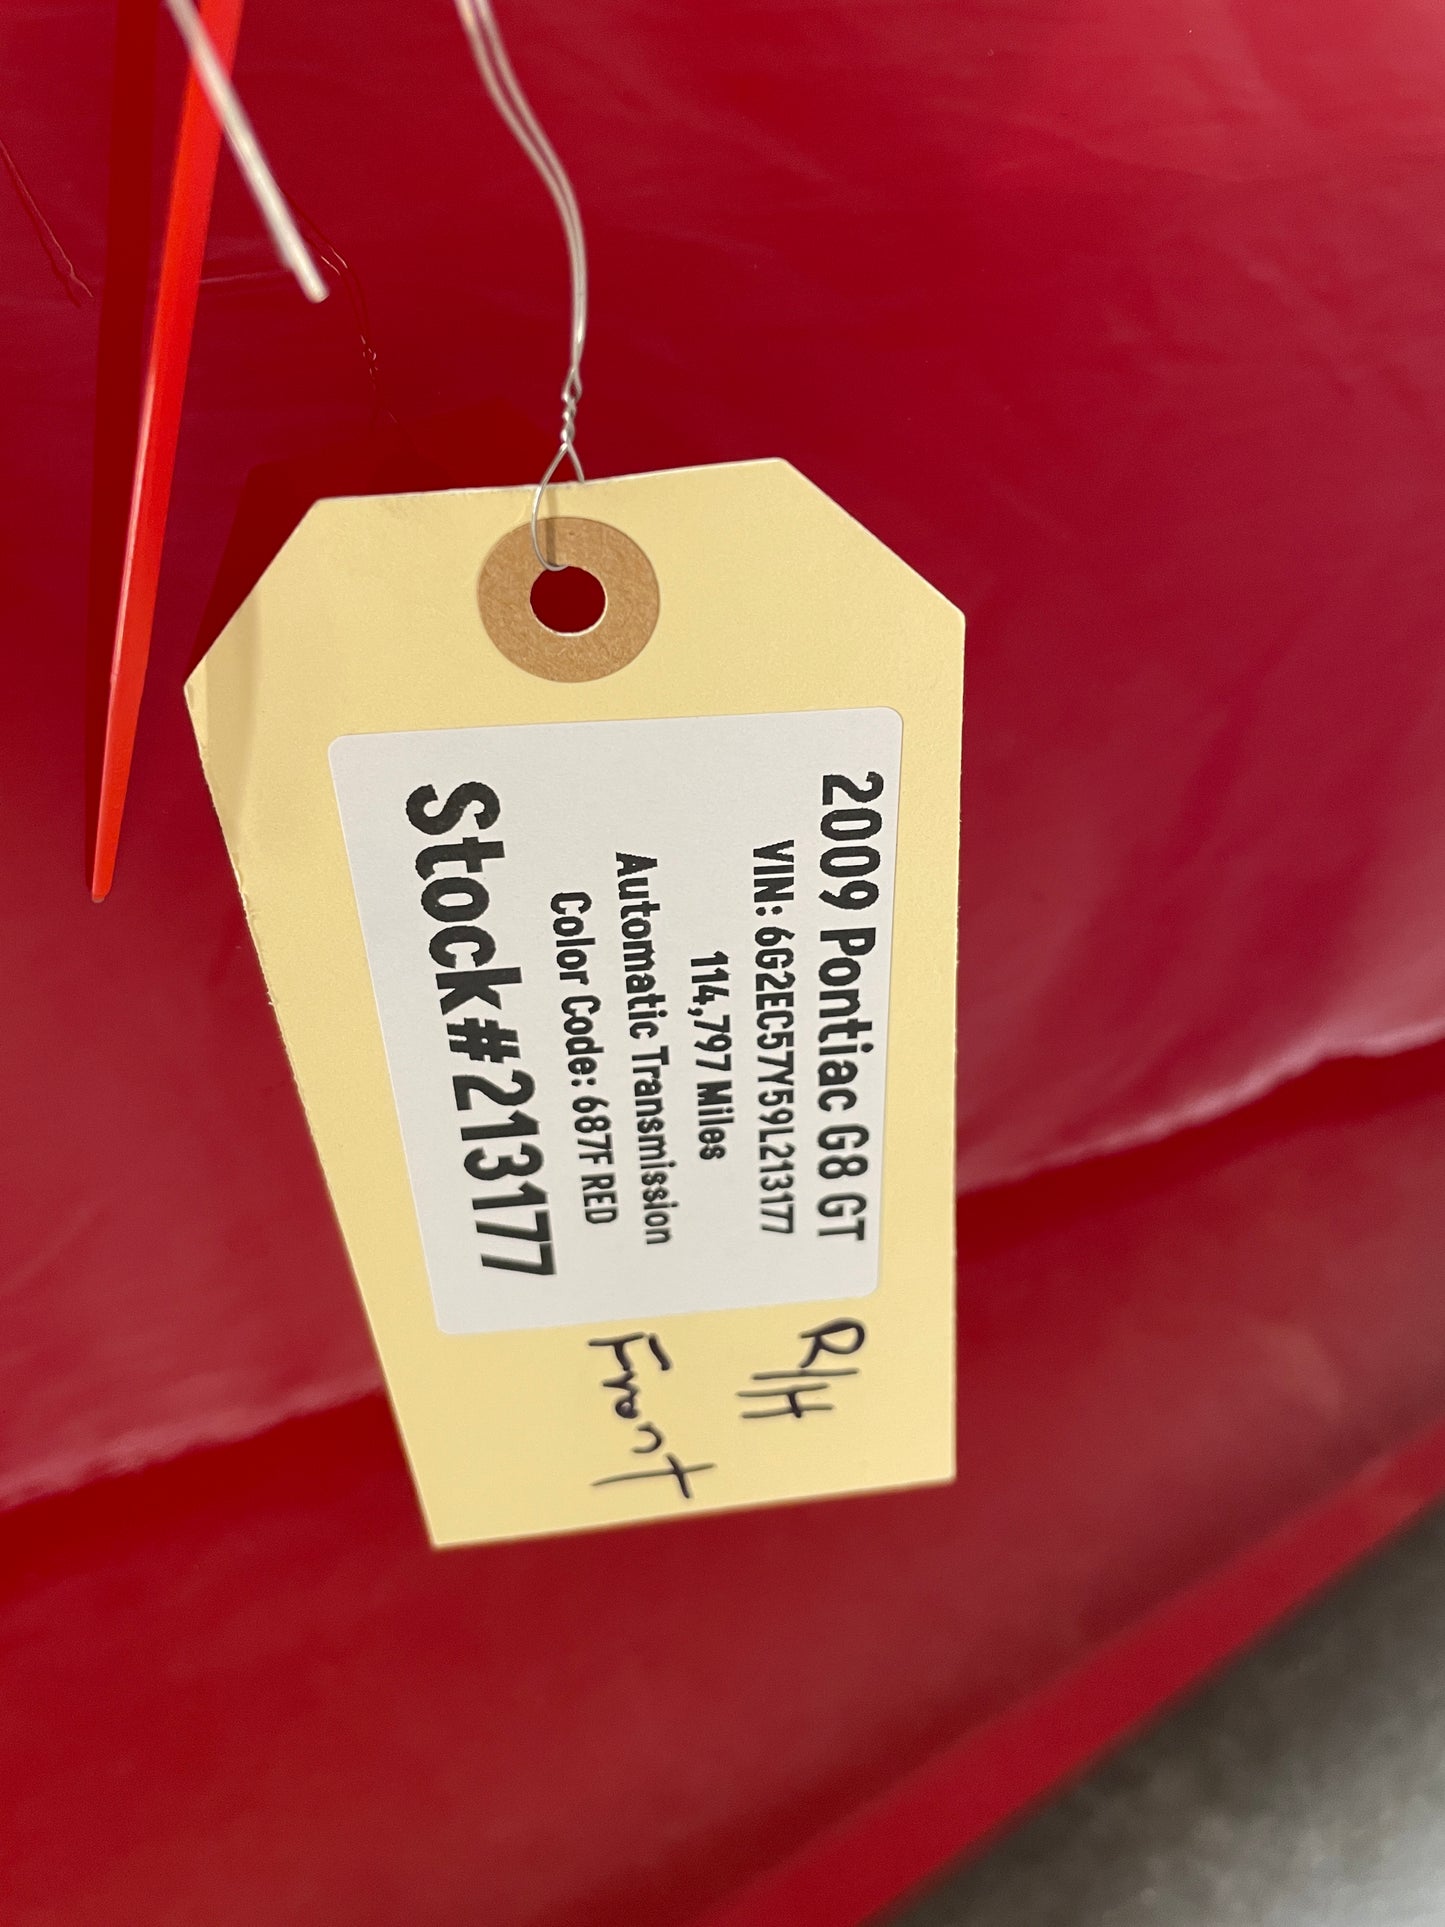 2009 Pontiac G8 GT
VIN: 6G2EC57Y59L213177
114,797 Miles
Automatic Transmission
Color Code: 687F RED
Stock#213177
R/H
Front